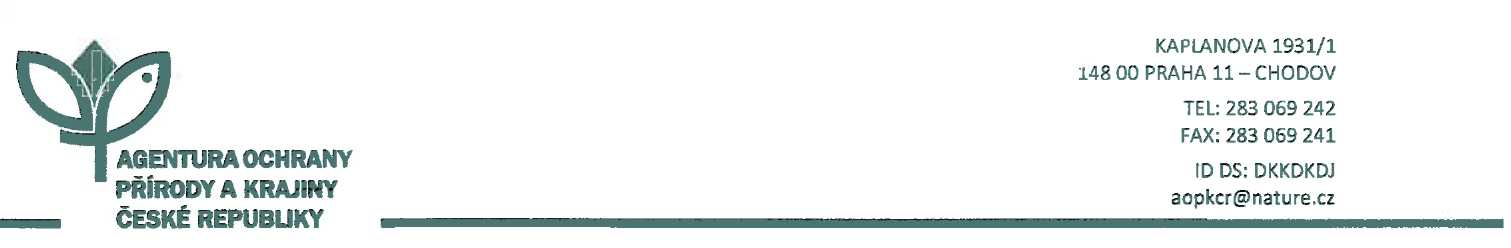 AGENTURA OCHRANY
PŘÍRODY A KRAJINY
ČESKÉ REPUBLIKY
KAPLANOVA 1931/1
148 00 PRAHA 11 – CHODOV
TEL: 283 069 242
FAX: 283 069 241
ID DS: DKKDKDJ
aopkcr@nature.cz